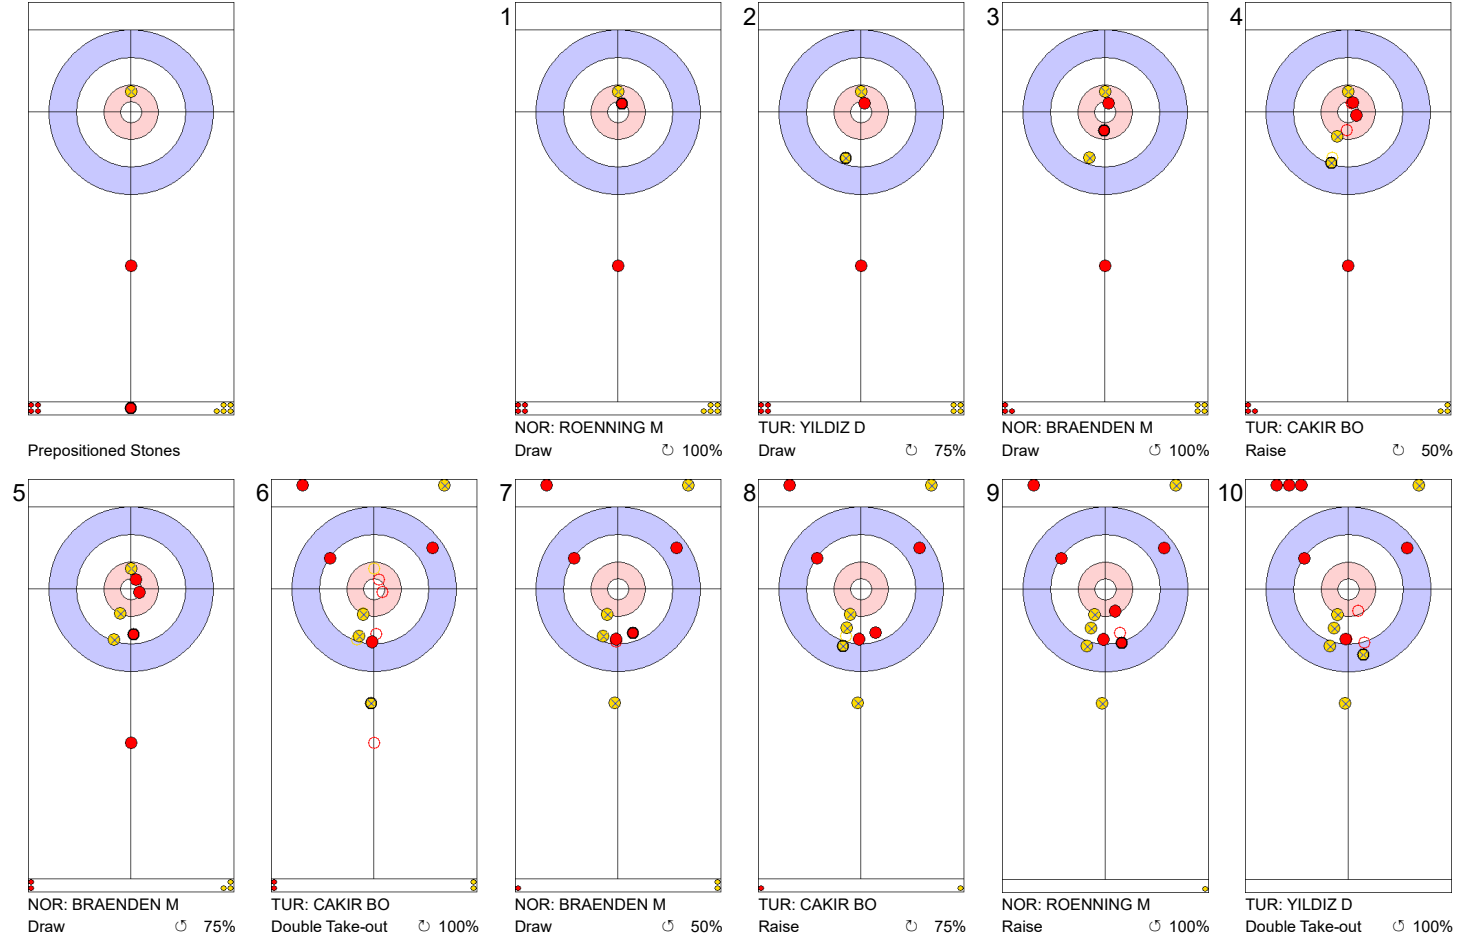 1
2
3
4
Prepositioned Stones
NOR: ROENNING M
Draw ↻ 100%
TUR: YILDIZ D
Draw ↻ 75%
NOR: BRAENDEN M
Draw ↺ 100%
TUR: CAKIR BO
Raise ↻ 50%
5
6
7
8
9
10
NOR: BRAENDEN M
Draw ↺ 75%
TUR: CAKIR BO
Double Take-out ↻ 100%
NOR: BRAENDEN M
Draw ↺ 50%
TUR: CAKIR BO
Raise ↻ 75%
NOR: ROENNING M
Raise ↺ 100%
TUR: YILDIZ D
Double Take-out ↺ 100%